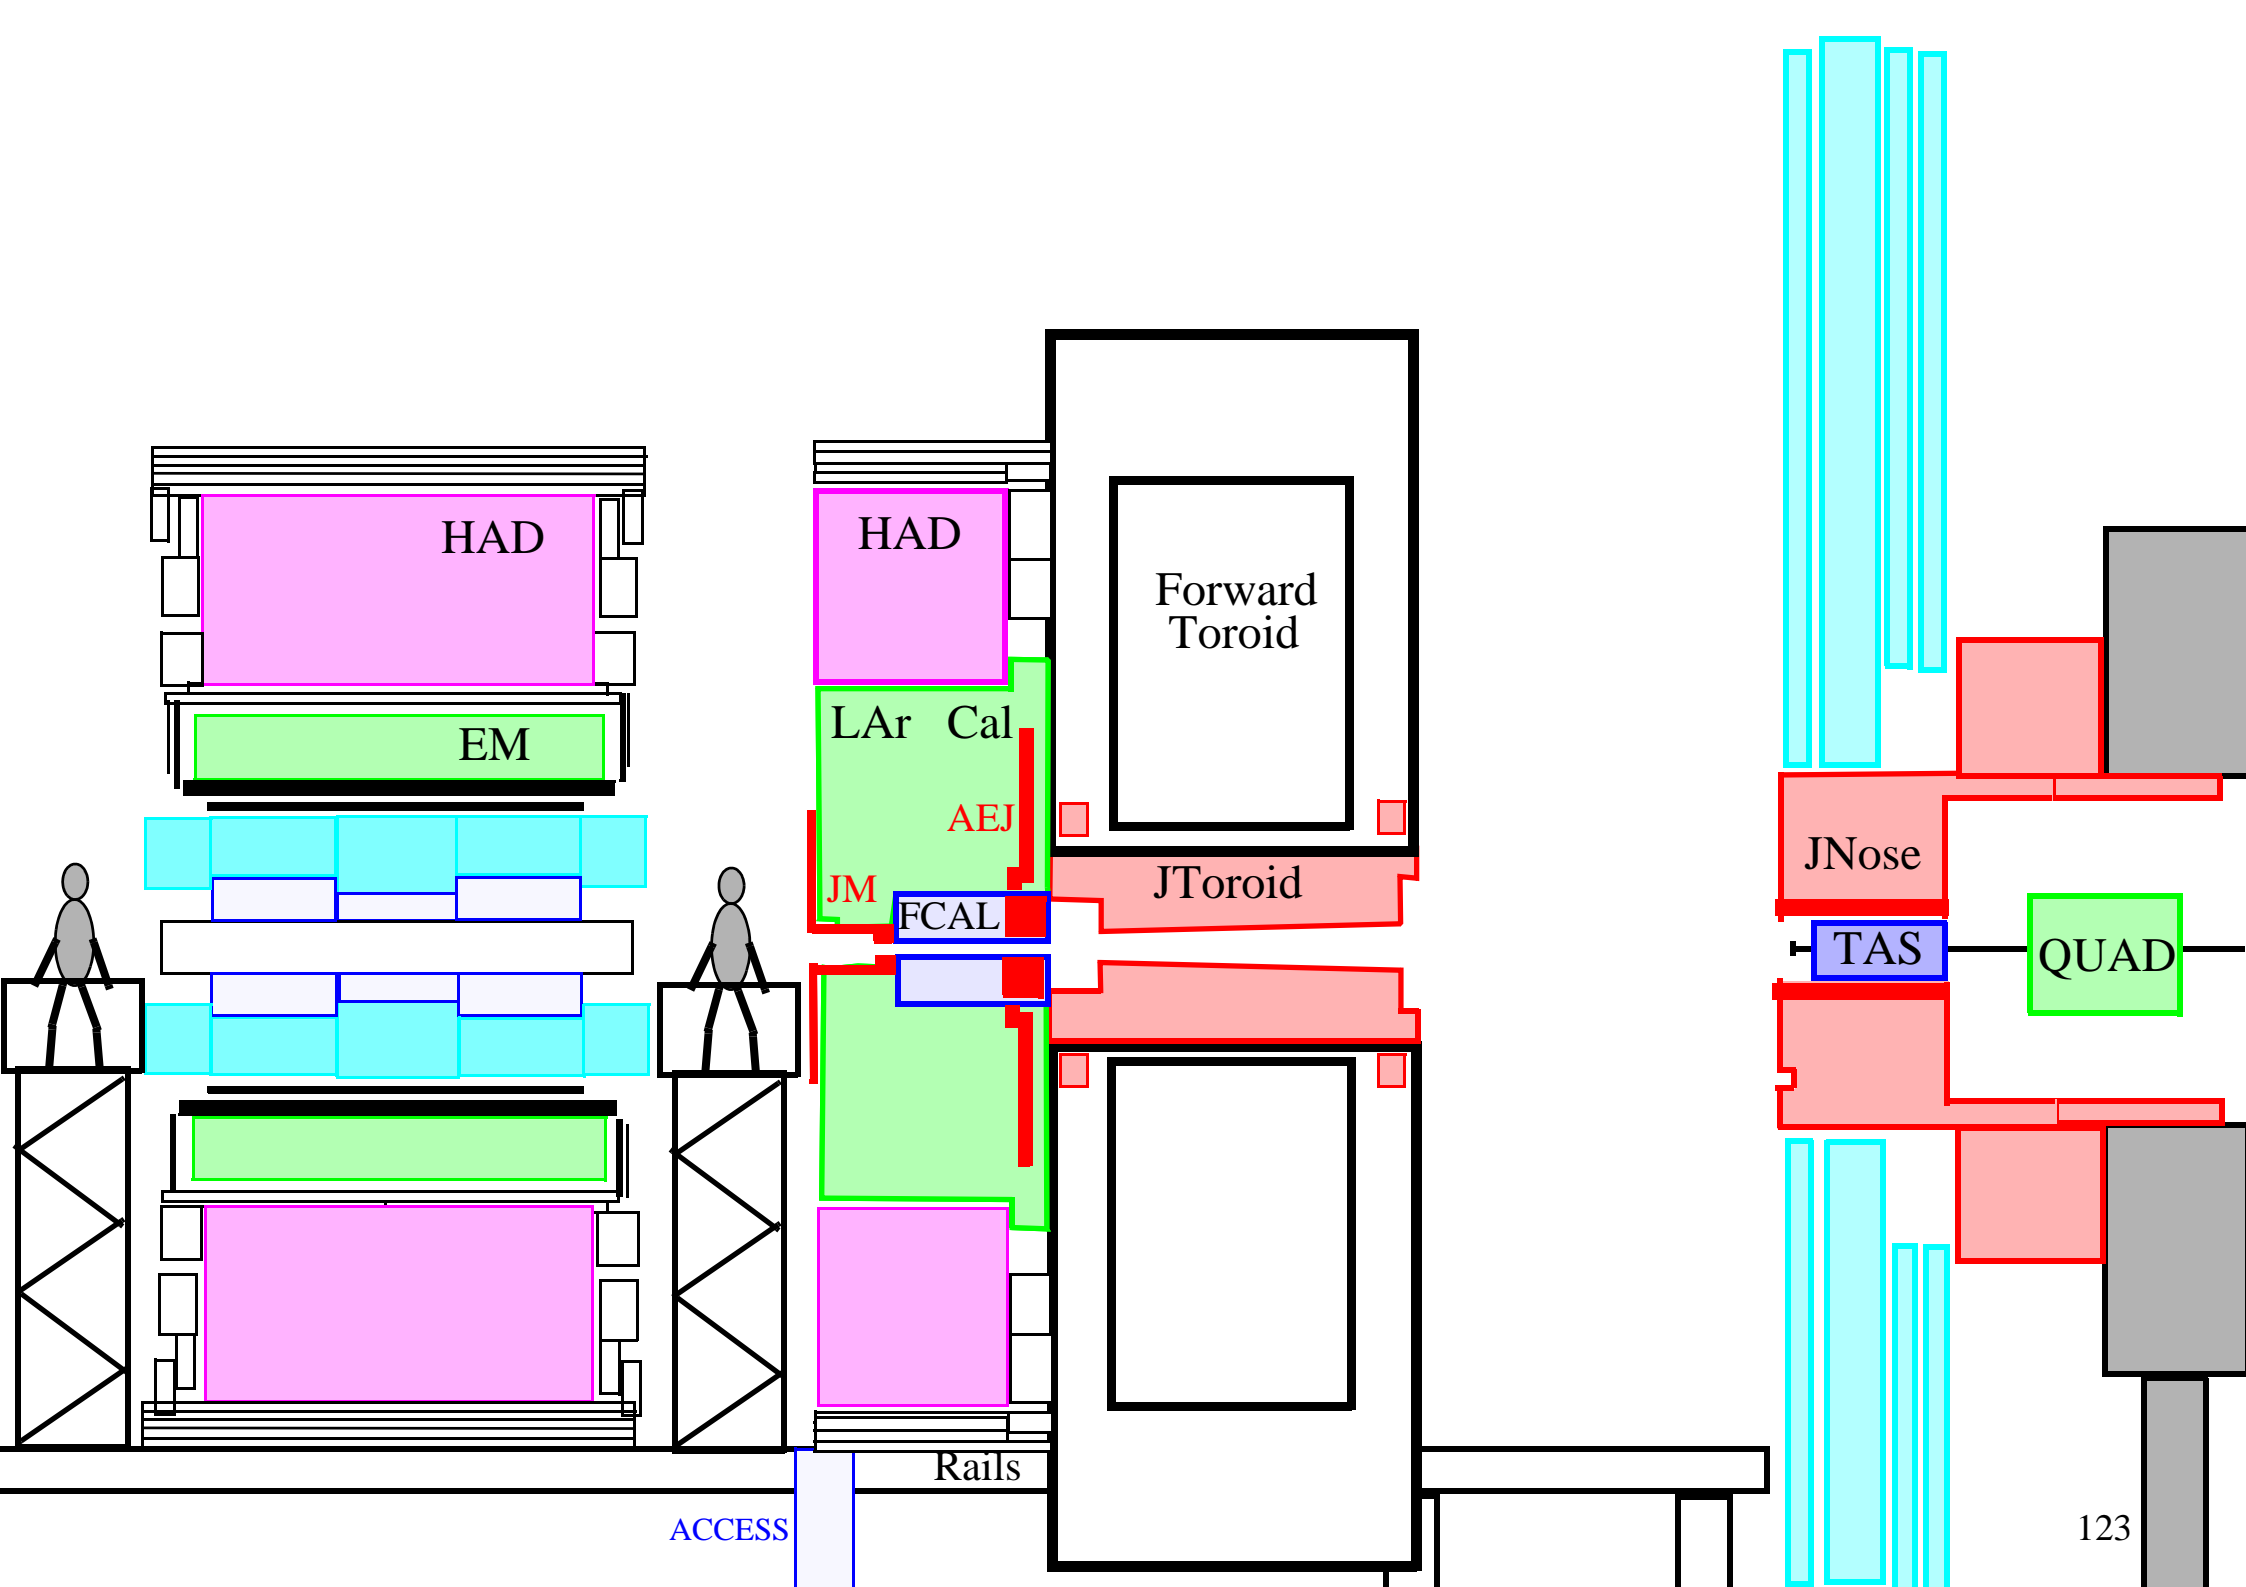 HAD
HAD
Forward
Toroid
LAr Cal
EM
AEJ
JNose
JM
JToroid
FCAL
TAS
QUAD
Rails
ACCESS
123